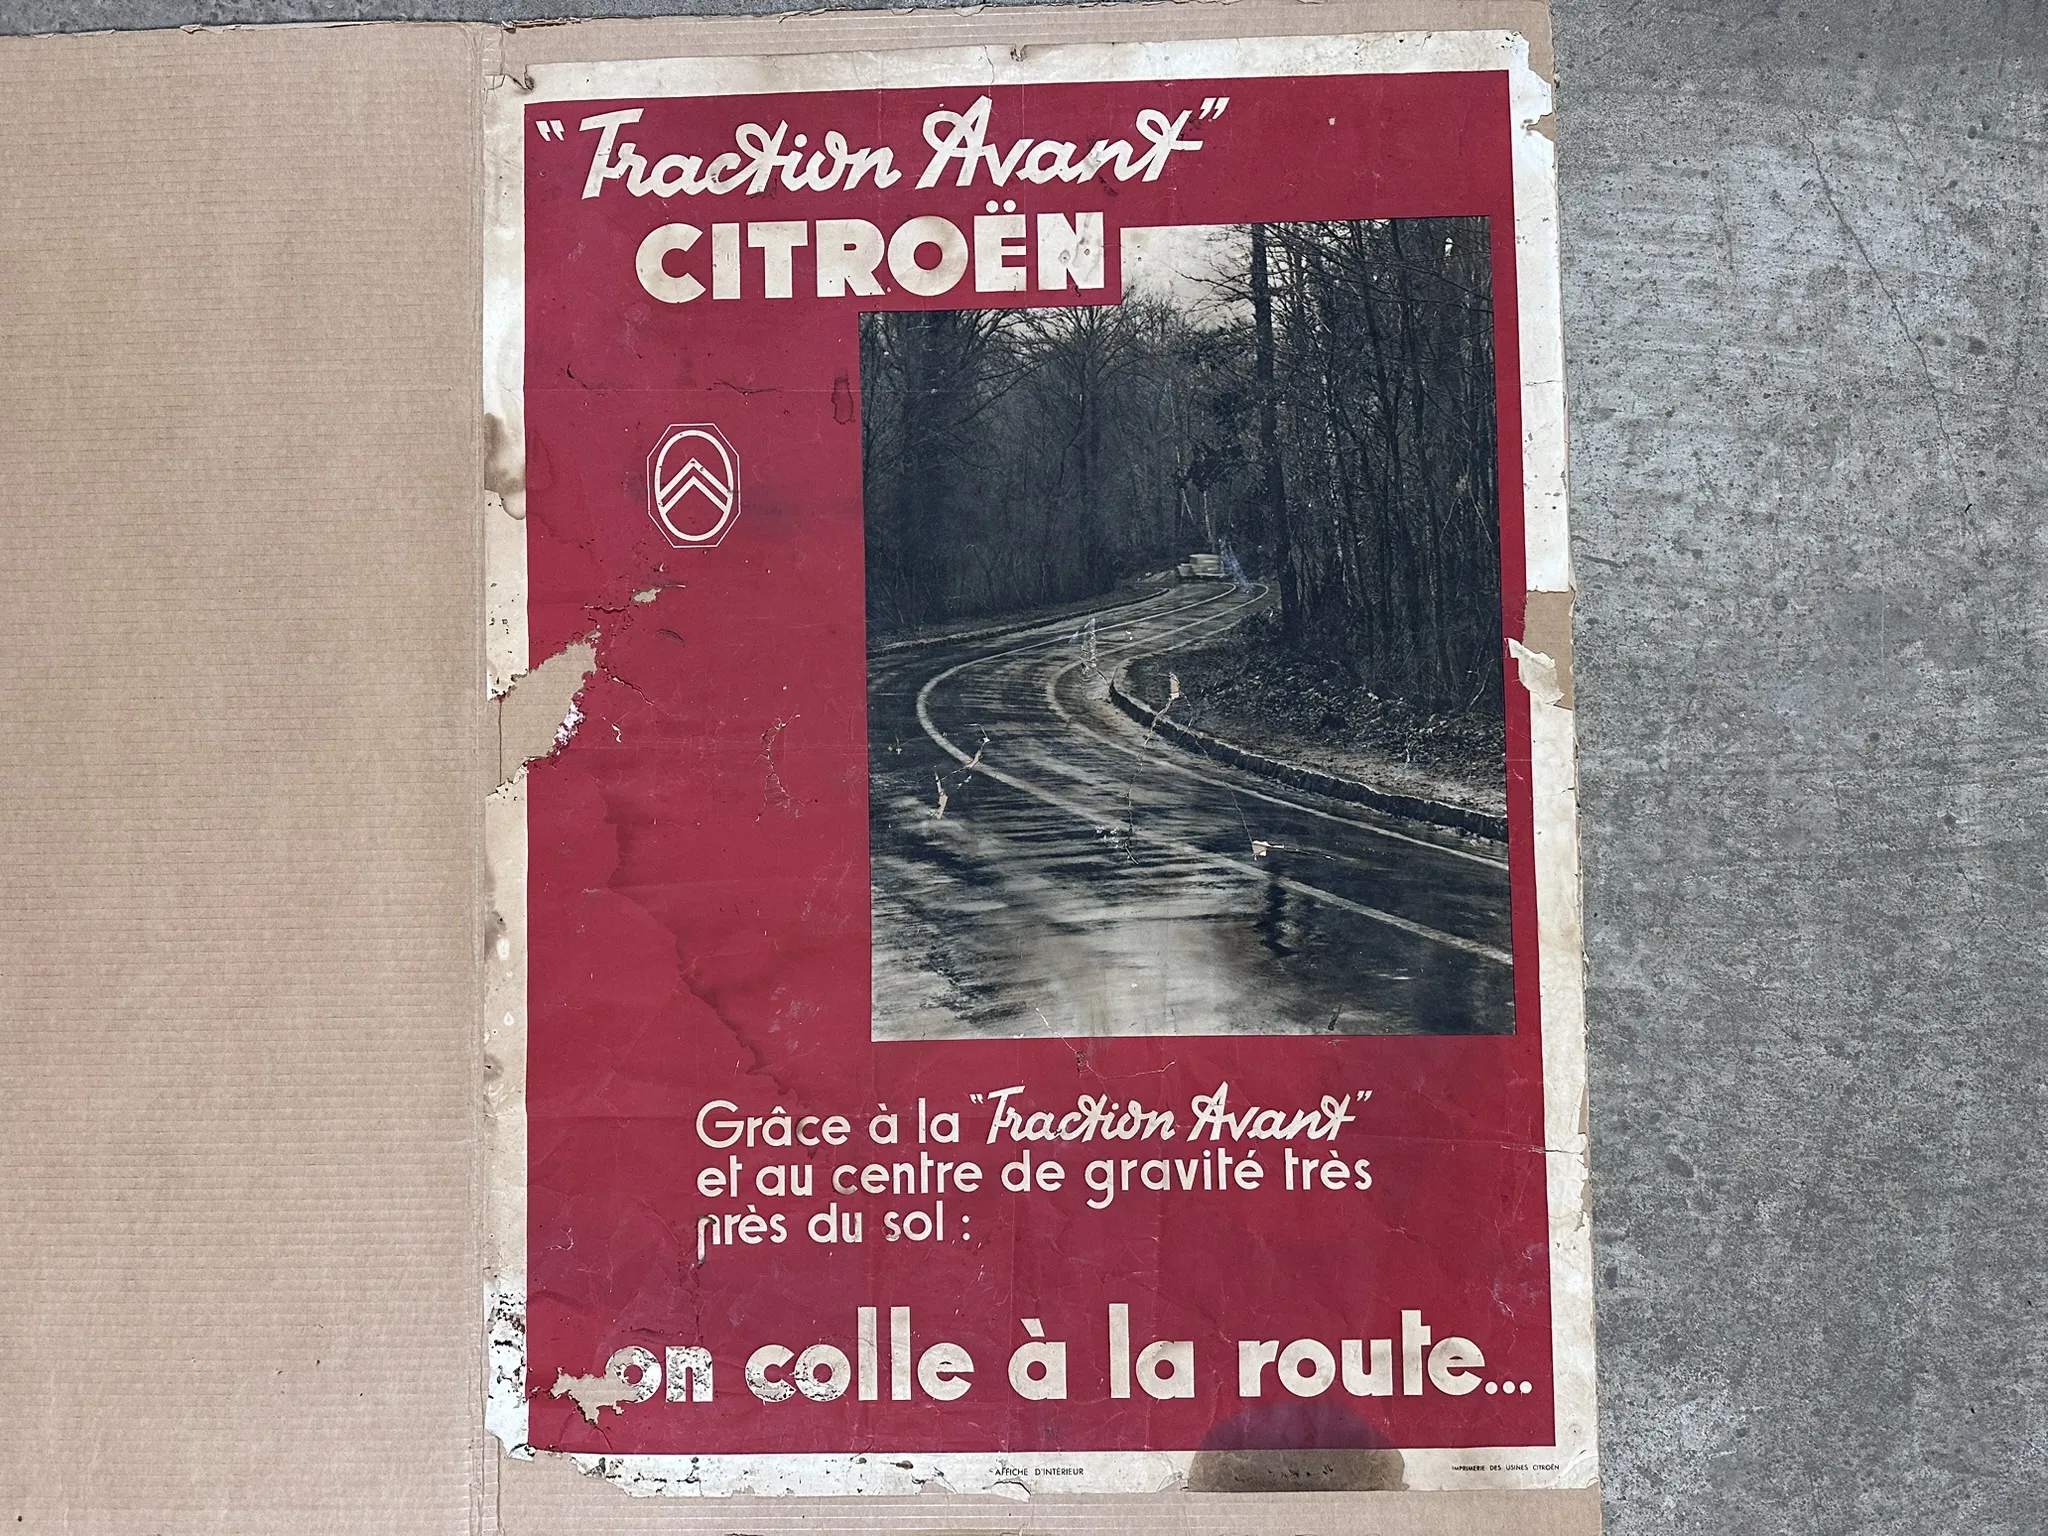 "Traction Avant"
CITROËN
Grâce à la "Traction Avant"
et au centre de gravité très
près du sol :
on colle à la route...
AFFICHE D'INTÉRIEUR
IMPRIMERIE DES USINES CITROËN